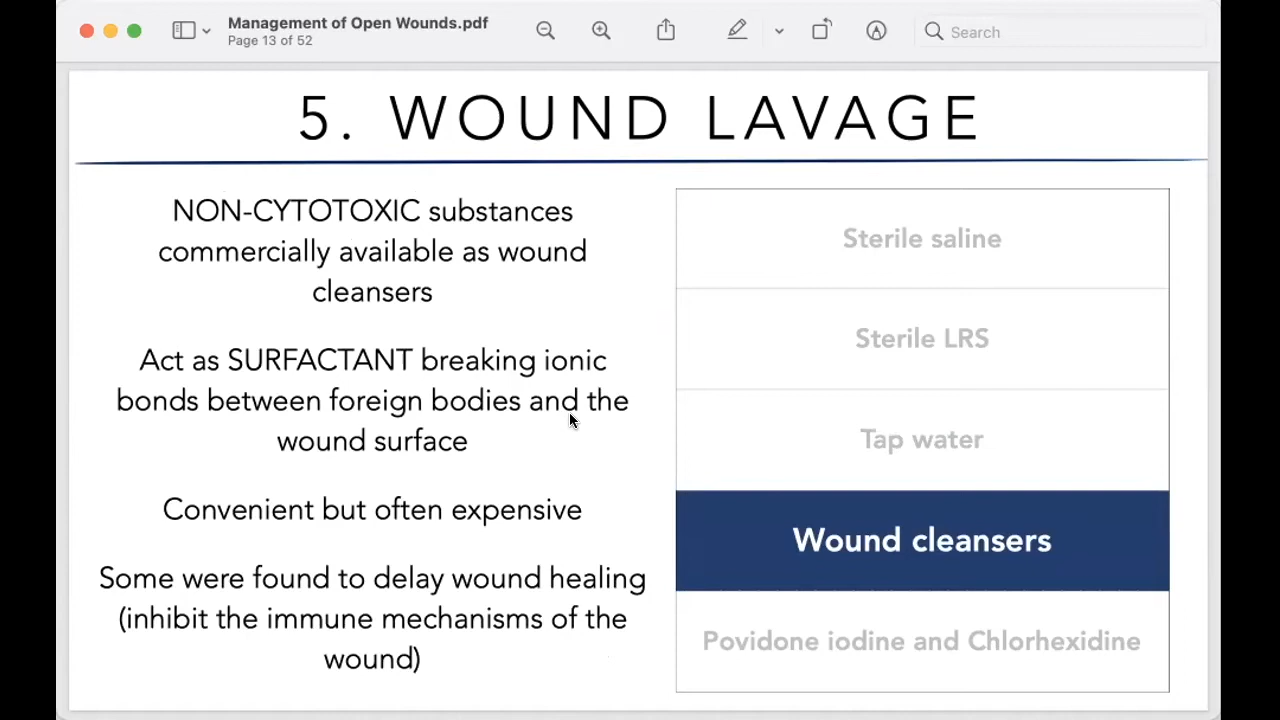 Management of Open Wounds.pdf
Page 13 of 52
Search
5. WOUND LAVAGE
NON-CYTOTOXIC substances
commercially available as wound
cleansers
Act as SURFACTANT breaking ionic
bonds between foreign bodies and the
wound surface
Convenient but often expensive
Some were found to delay wound healing
(inhibit the immune mechanisms of the
wound)
Sterile saline
Sterile LRS
Tap water
Wound cleansers
Povidone iodine and Chlorhexidine